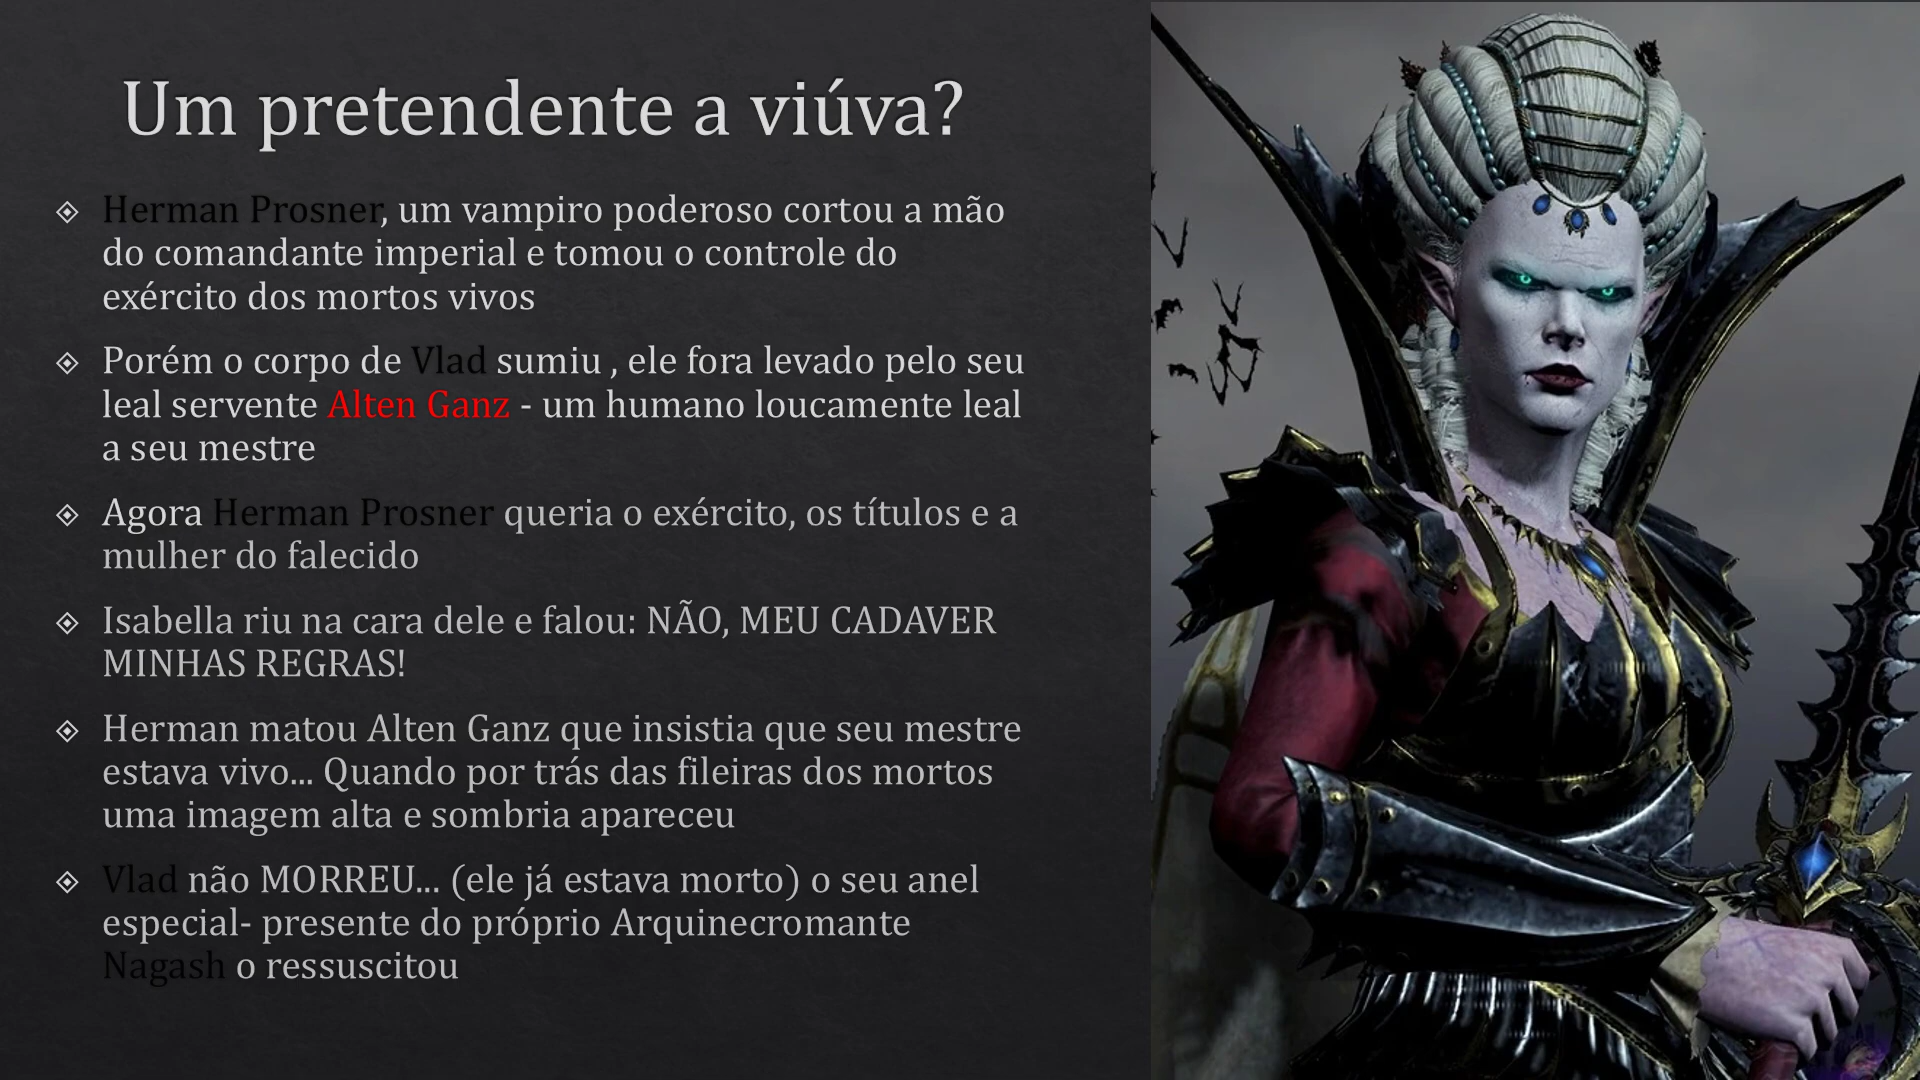 Um pretendente a viúva?
Herman Prosner, um vampiro poderoso cortou a mão
do comandante imperial e tomou o controle do
exército dos mortos vivos
Porém o corpo de Vlad sumiu , ele fora levado pelo seu
leal servente Alten Ganz - um humano loucamente leal
a seu mestre
Agora Herman Prosner queria o exército, os títulos e a
mulher do falecido
Isabella riu na cara dele e falou: NÃO, MEU CADAVER
MINHAS REGRAS!
Herman matou Alten Ganz que insistia que seu mestre
estava vivo... Quando por trás das fileiras dos mortos
uma imagem alta e sombria apareceu
Vlad não MORREU... (ele já estava morto) o seu anel
especial- presente do próprio Arquinecromante
Nagash o ressuscitou